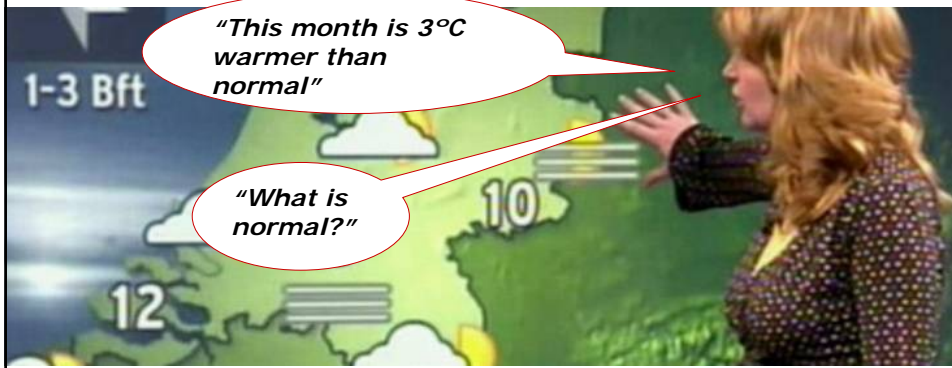 “This month is 3°C
warmer than
normal”
1-3 Bft
“What is
normal?”
10
12